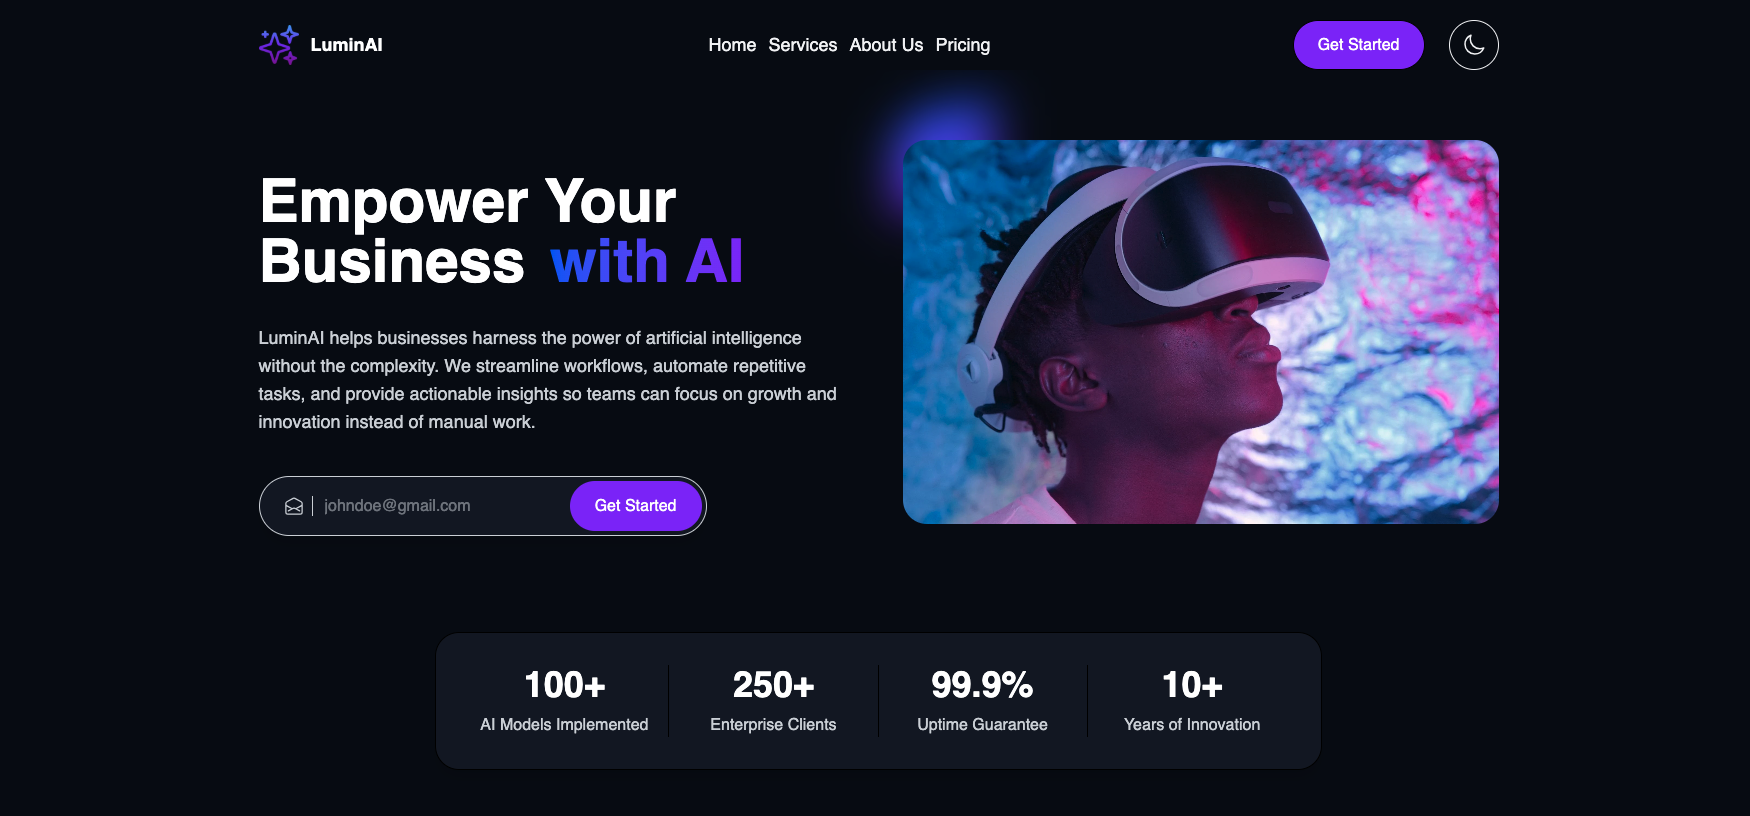 LuminAI
Home Services About Us Pricing
Get Started
Empower Your
Business with AI
LuminAI helps businesses harness the power of artificial intelligence
without the complexity. We streamline workflows, automate repetitive
tasks, and provide actionable insights so teams can focus on growth and
innovation instead of manual work.
johndoe@gmail.com
Get Started
100+
AI Models Implemented
250+
Enterprise Clients
99.9%
Uptime Guarantee
10+
Years of Innovation